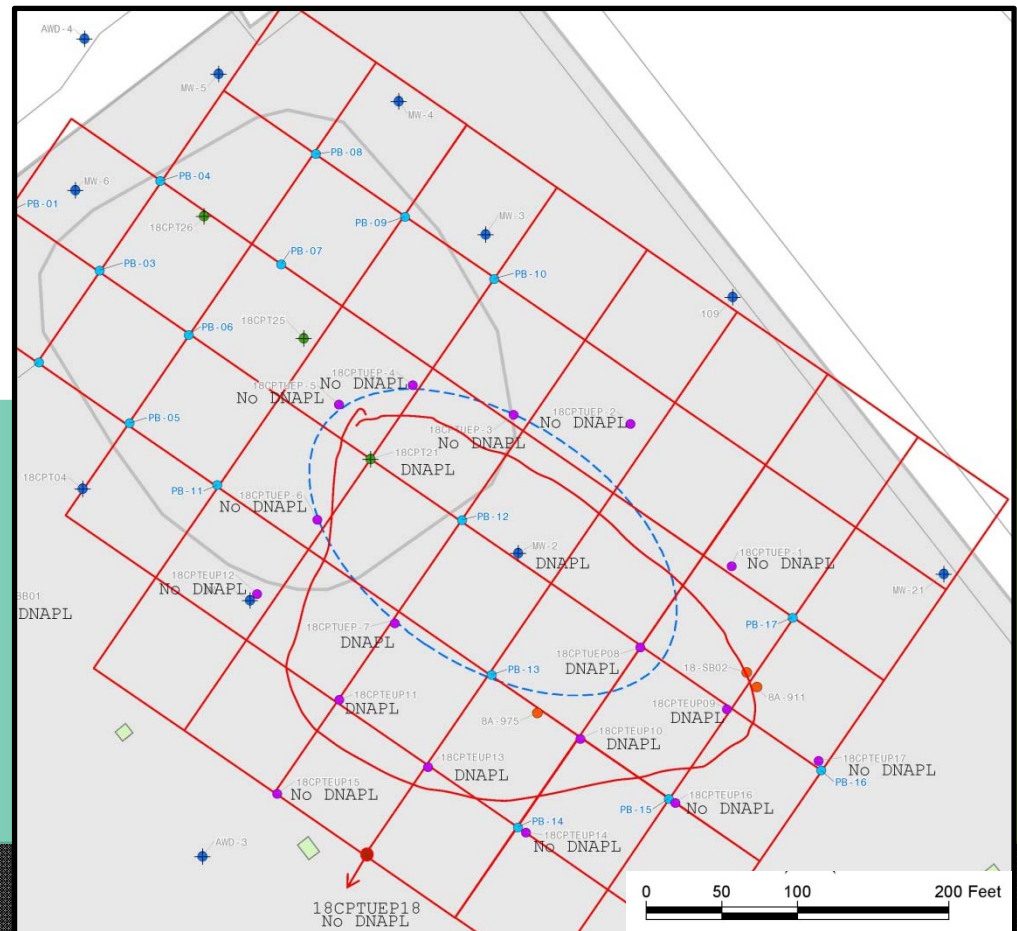 AWD-4
MW-5
MW-4
PB-08
PB-04
MW-6
PB-01
18CPT26
PB-09
MW-3
PB-07
PB-03
PB-10
109
18CPT25
PB-06
18CPTUEP-4
No DNAPL
18CPTUEP-5
No DNAPL
18CPTUEP-2
No DNAPL
18CPTUEP-3
No DNAPL
PB-05
18CPT21
DNAPL
18CPT04
PB-11
18CPTUEP-6
No DNAPL
PB-12
MW-2
DNAPL
18CPTUEP-1
No DNAPL
MW-21
18CPTEUP12
No DNAPL
SB01
DNAPL
18CPTUEP-7
DNAPL
PB-17
18CPTUEP08
DNAPL
18-SB02
PB-13
8A-911
18CPTEUP11
DNAPL
18CPTEUP09
DNAPL
8A-975
18CPTEUP10
DNAPL
18CPTEUP13
DNAPL
18CPTEUP17
No DNAPL
PB-16
18CPTEUP15
No DNAPL
PB-15
18CPTEUP16
No DNAPL
PB-14
18CPTEUP14
No DNAPL
AWD-3
18CPTUEP18
No DNAPL
0 50 100 200 Feet